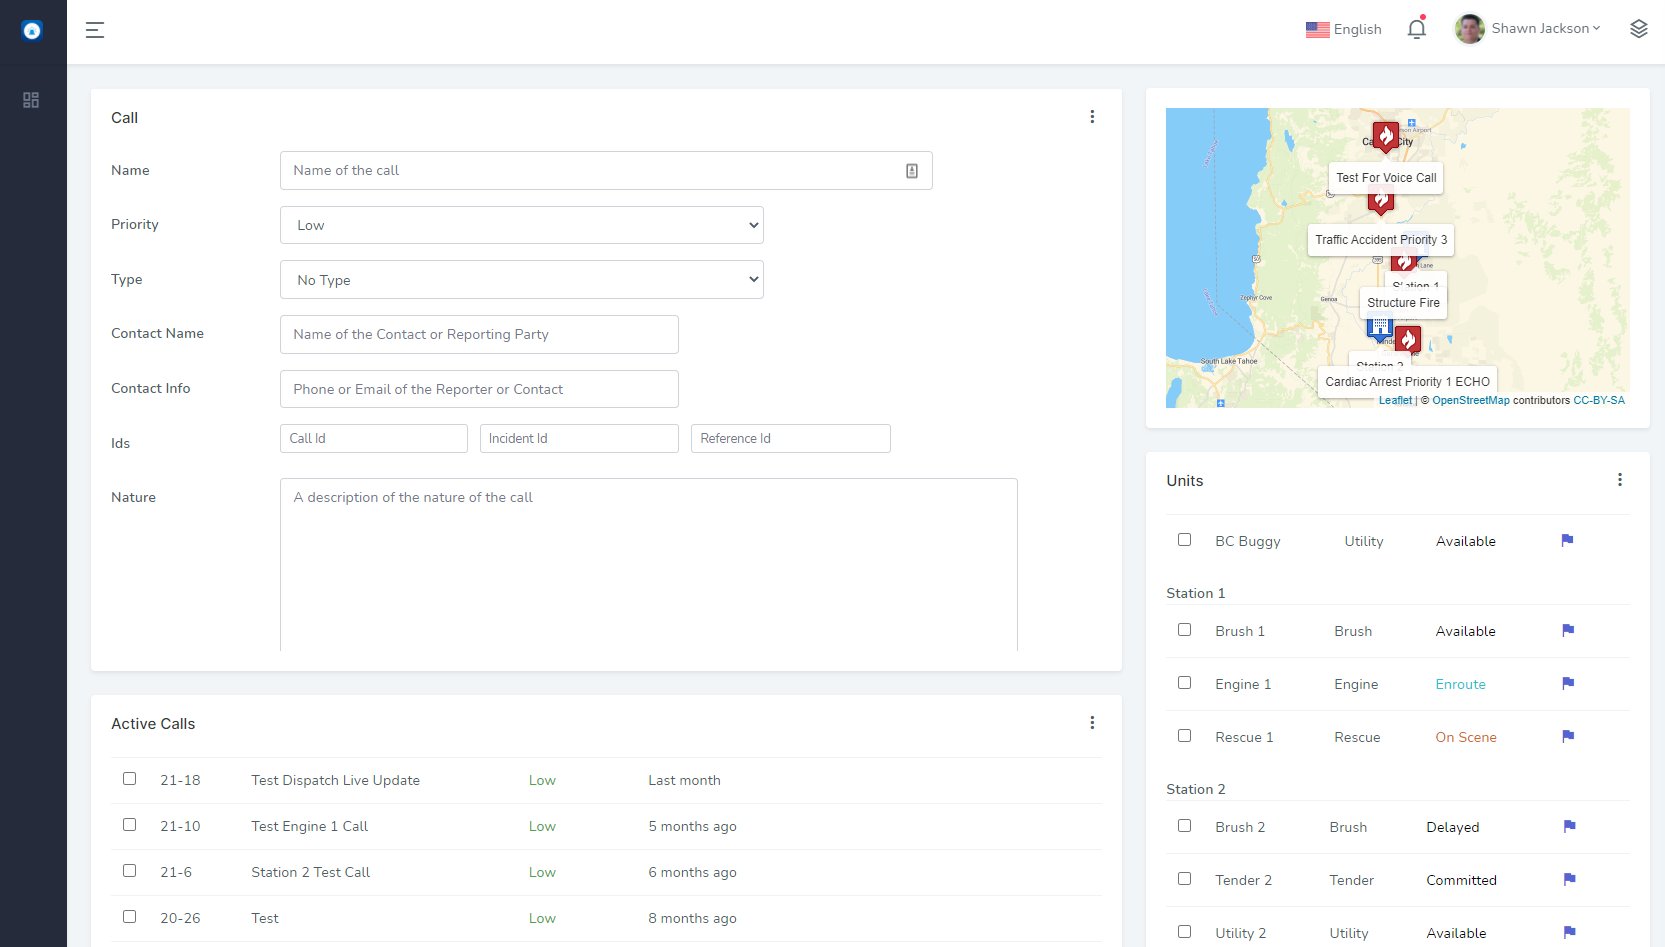 English
Shawn Jackson
Call
Name
Name of the call
Priority
Low
Type
No Type
Contact Name
Name of the Contact or Reporting Party
Contact Info
Phone or Email of the Reporter or Contact
Ids
Call Id
Incident Id
Reference Id
Nature
A description of the nature of the call
Active Calls
21-18 Test Dispatch Live Update Low Last month
21-10 Test Engine 1 Call Low 5 months ago
21-6 Station 2 Test Call Low 6 months ago
20-26 Test Low 8 months ago
Test For Voice Call
Traffic Accident Priority 3
Station 1
Structure Fire
Zephyr Cove
Genoa
South Lake Tahoe
Station 2
Cardiac Arrest Priority 1 ECHO
Leaflet | © OpenStreetMap contributors CC-BY-SA
Units
BC Buggy Utility Available
Station 1
Brush 1 Brush Available
Engine 1 Engine Enroute
Rescue 1 Rescue On Scene
Station 2
Brush 2 Brush Delayed
Tender 2 Tender Committed
Utility 2 Utility Available